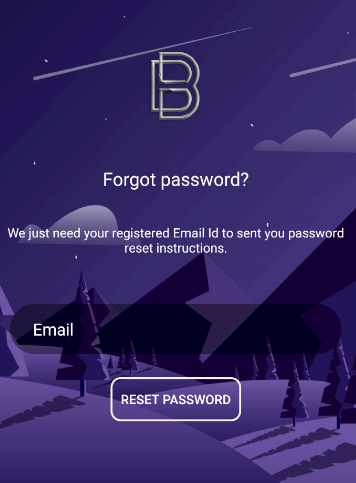 B
Forgot password?
We just need your registered Email Id to sent you password
reset instructions.
Email
RESET PASSWORD